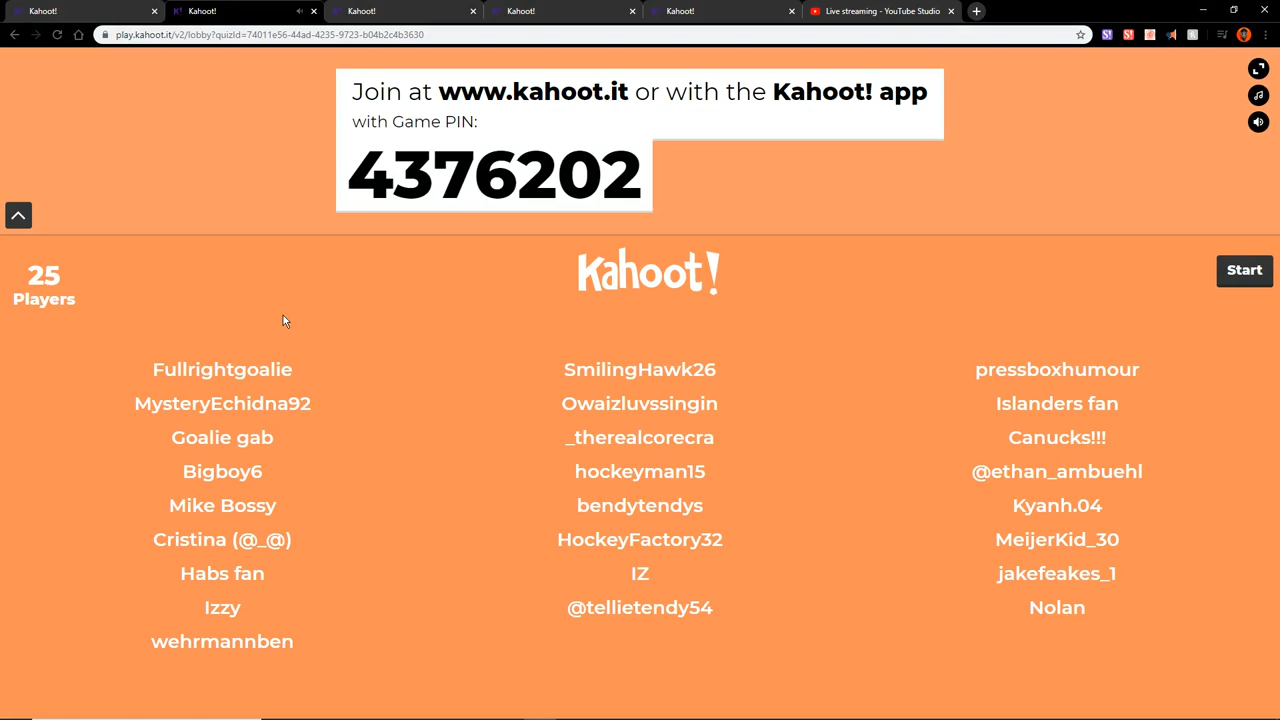 Kahoot!
Kahoot!
Kahoot!
Kahoot!
Kahoot!
Live streaming - YouTube Studio
play.kahoot.it/v2/lobby?quizId=74011e56-44ad-4235-9723-b04b2c4b3630
Join at www.kahoot.it or with the Kahoot! app
with Game PIN:
4376202
25
Players
Kahoot!
Start
Fullrightgoalie SmilingHawk26 pressboxhumour
MysteryEchidna92 Owaizluvssingin Islanders fan
Goalie gab _therealcorecra Canucks!!!
Bigboy6 hockeyman15 @ethan_ambuehl
Mike Bossy bendytendys Kyanh.04
Cristina (@_@) HockeyFactory32 MeijerKid_30
Habs fan IZ jakefeakes_1
Izzy @tellietendy54 Nolan
wehrmannben